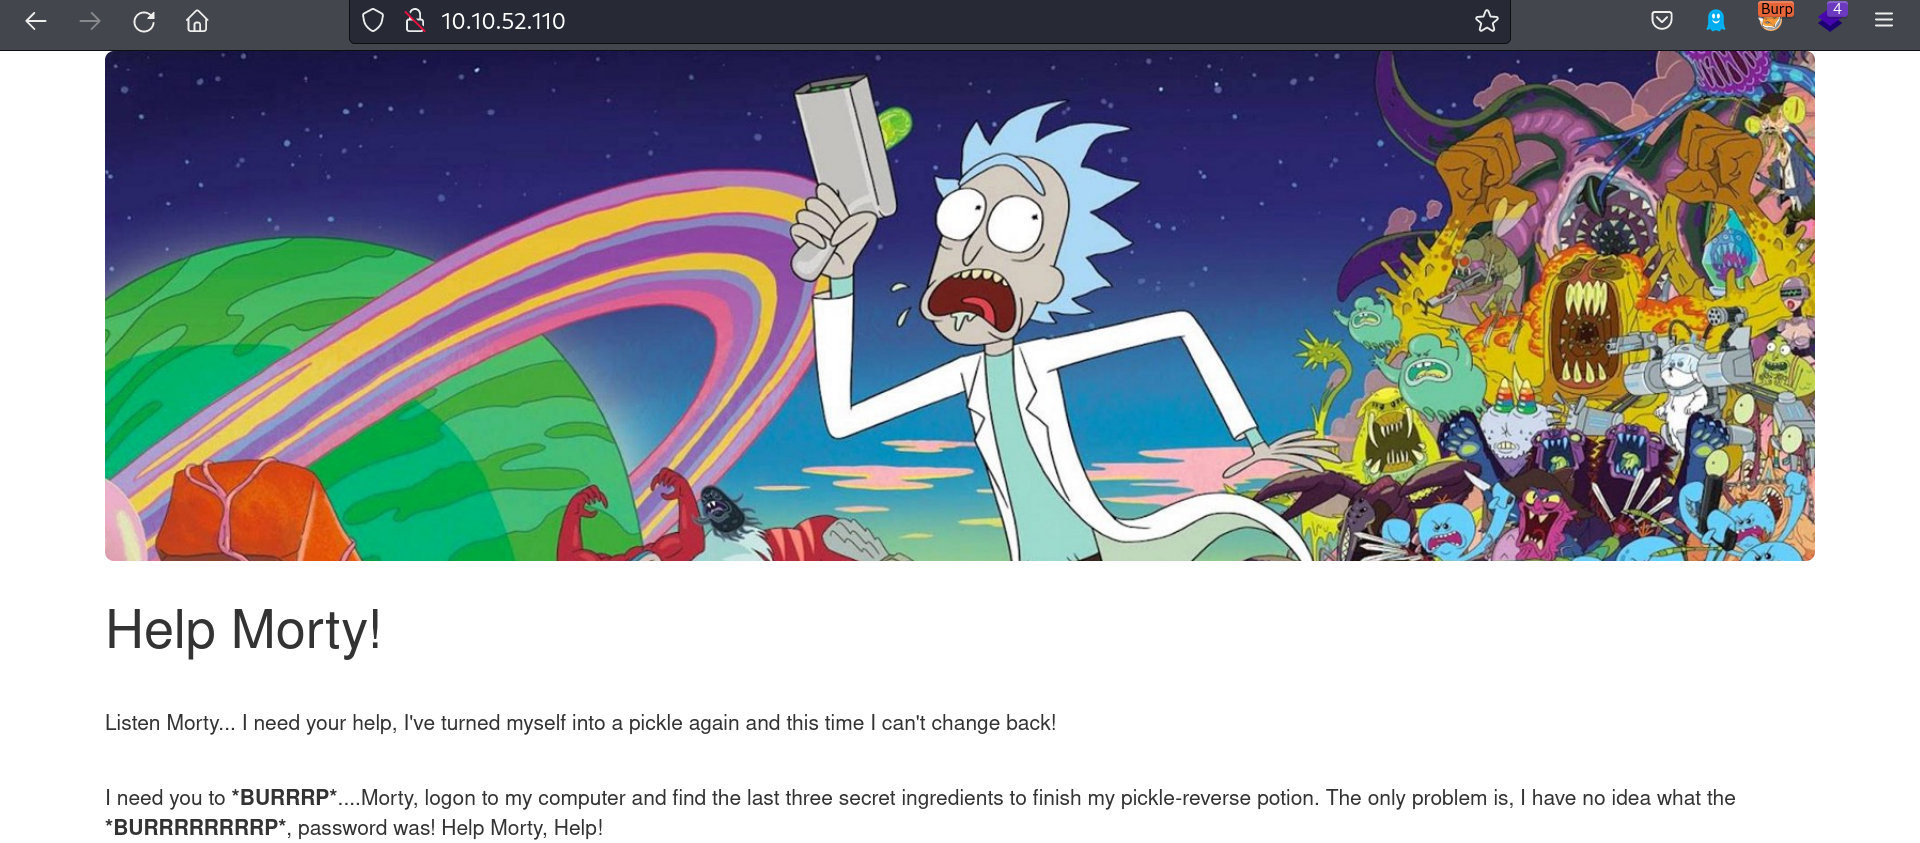 10.10.52.110
Burp
4
Help Morty!
Listen Morty... I need your help, I've turned myself into a pickle again and this time I can't change back!
I need you to *BURRRP*....Morty, logon to my computer and find the last three secret ingredients to finish my pickle-reverse potion. The only problem is, I have no idea what the
*BURRRRRRRRP*, password was! Help Morty, Help!